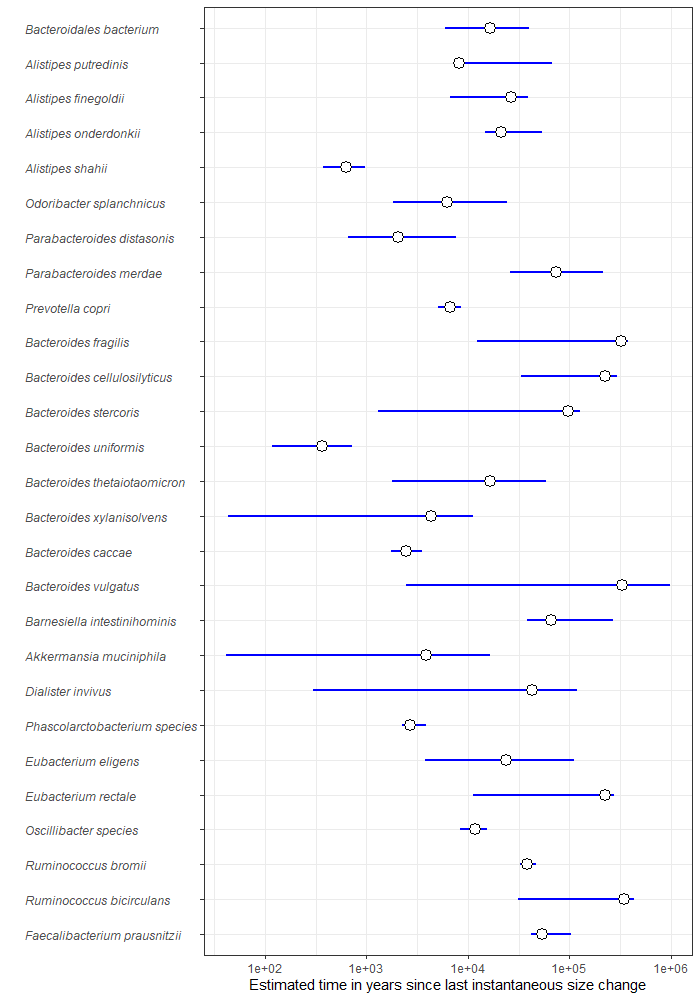 Bacteroidales bacterium
Alistipes putredinis
Alistipes finegoldii
Alistipes onderdonkii
Alistipes shahii
Odoribacter splanchnicus
Parabacteroides distasonis
Parabacteroides merdae
Prevotella copri
Bacteroides fragilis
Bacteroides cellulosilyticus
Bacteroides stercoris
Bacteroides uniformis
Bacteroides thetaiotaomicron
Bacteroides xylanisolvens
Bacteroides caccae
Bacteroides vulgatus
Barnesiella intestinihominis
Akkermansia muciniphila
Dialister invivus
Phascolarctobacterium species
Eubacterium eligens
Eubacterium rectale
Oscillibacter species
Ruminococcus bromii
Ruminococcus bicirculans
Faecalibacterium prausnitzii
1e+02 1e+03 1e+04 1e+05 1e+06
Estimated time in years since last instantaneous size change